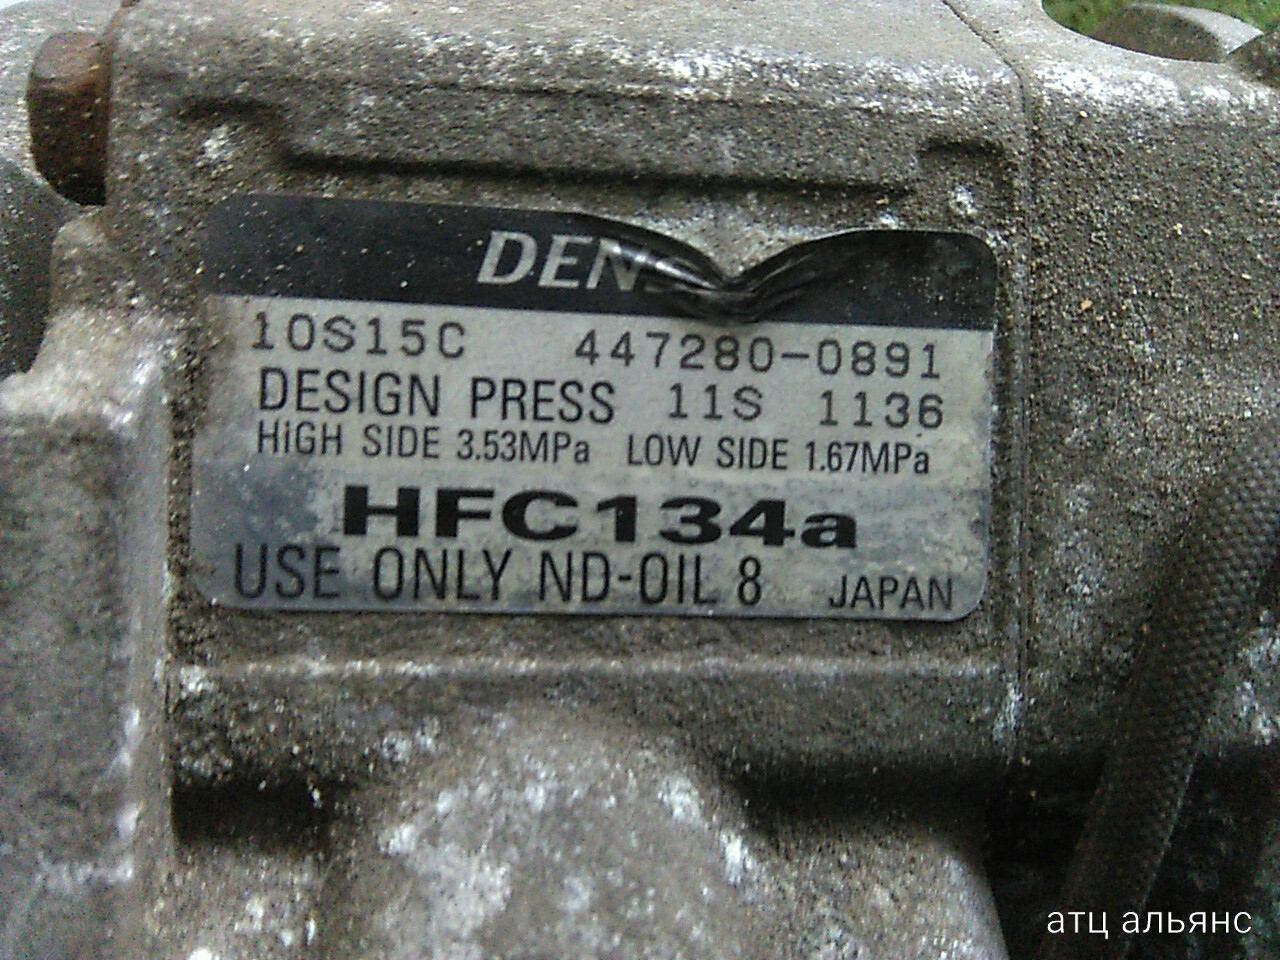 DEN
10S15C 447280-0891
DESIGN PRESS 11S 1136
HiGH SIDE 3.53MPa LOW SIDE 1.67MPa
HFC134a
USE ONLY ND-OIL 8 JAPAN
атц альянс